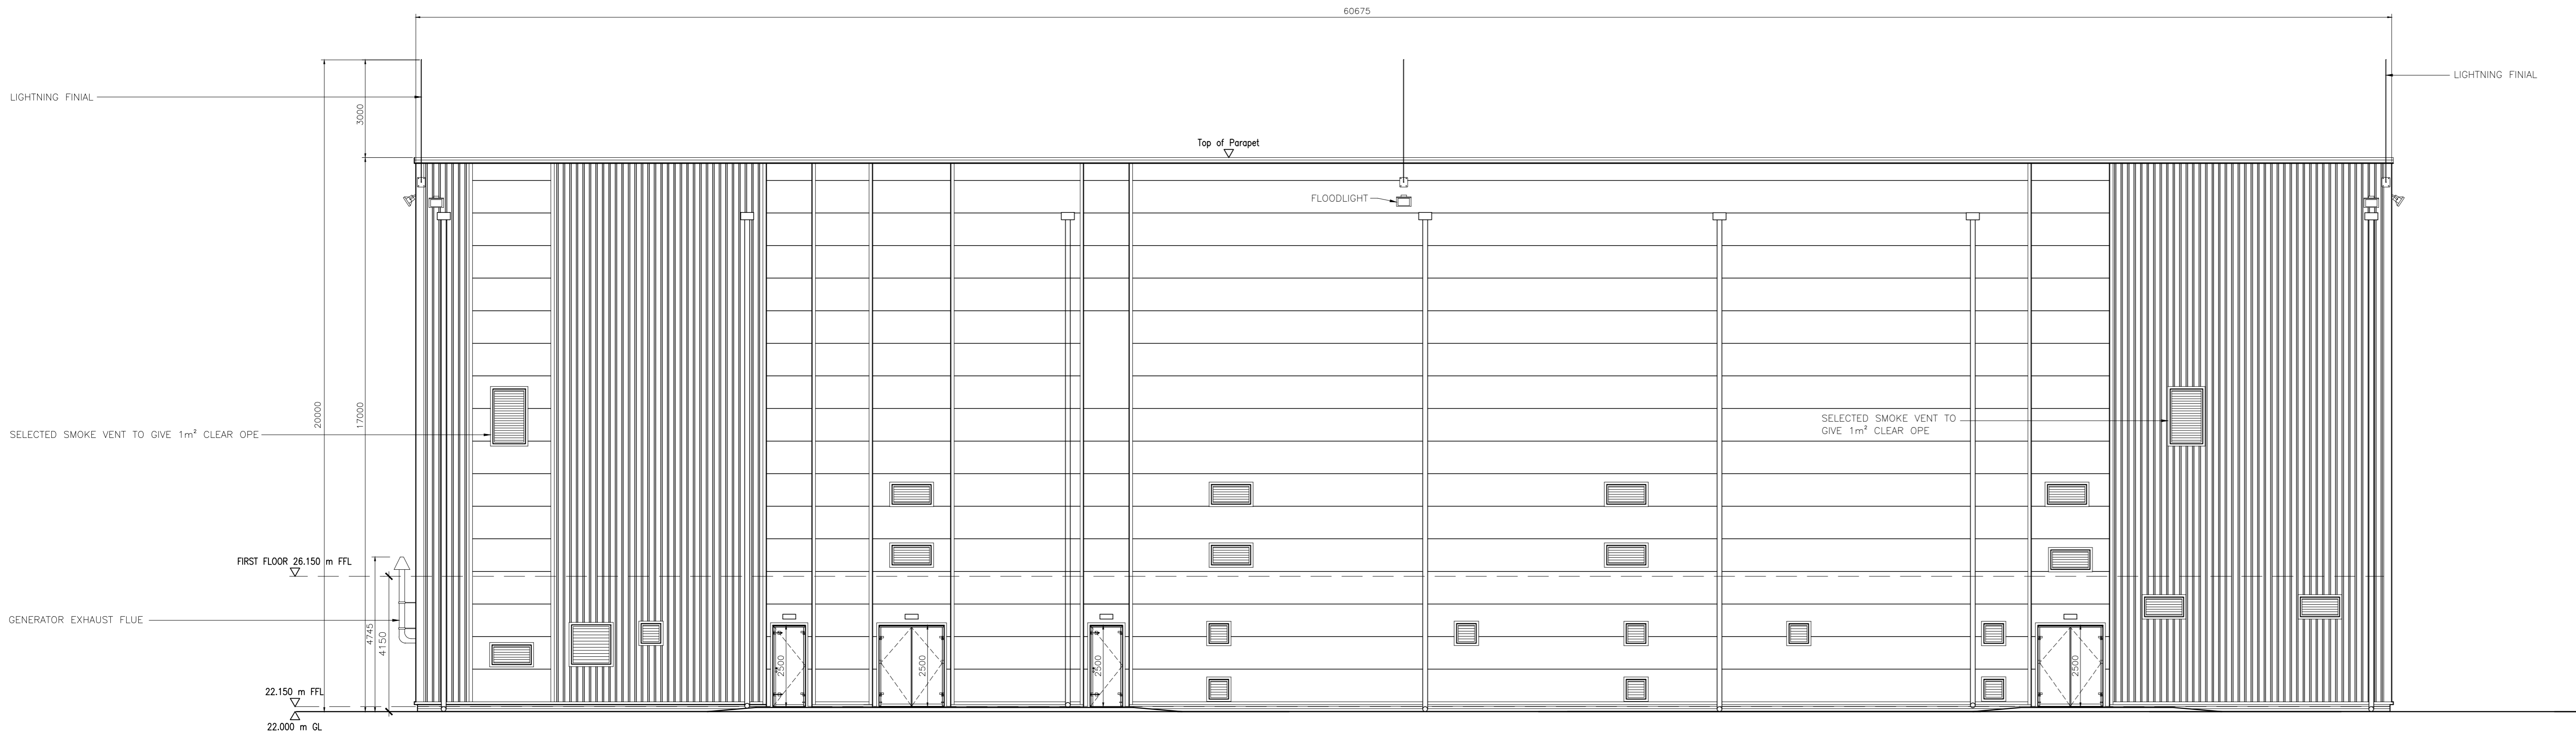 60675
LIGHTNING FINIAL
LIGHTNING FINIAL
3000
Top of Parapet
FLOODLIGHT
20000
17000
SELECTED SMOKE VENT TO GIVE 1m² CLEAR OPE
SELECTED SMOKE VENT TO
GIVE 1m² CLEAR OPE
FIRST FLOOR 26.150 m FFL
GENERATOR EXHAUST FLUE
4745
4150
2500
2500
2500
2500
22.150 m FFL
22.000 m GL